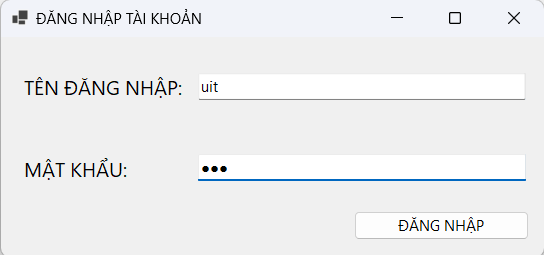 ĐĂNG NHẬP TÀI KHOẢN
TÊN ĐĂNG NHẬP: uit
MẬT KHẨU: ●●●
ĐĂNG NHẬP